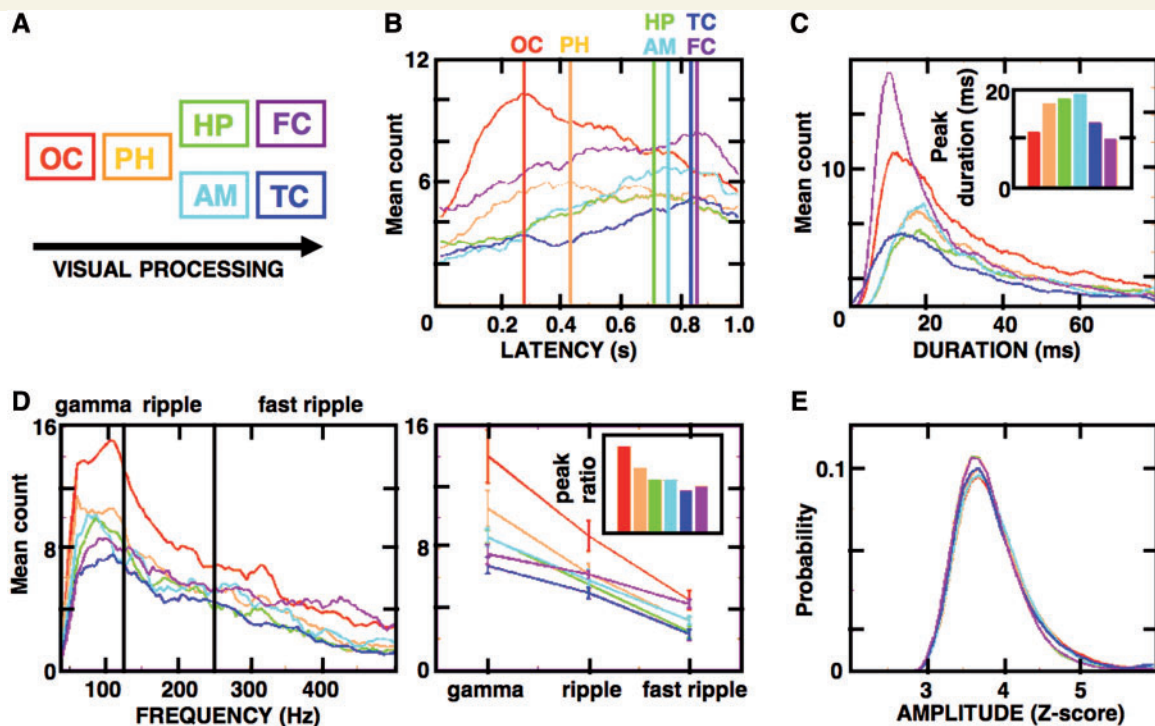 A
HP FC
OC PH
AM TC
VISUAL PROCESSING
B
HP TC
OC PH AM FC
Mean count
12
6
0
0 0.2 0.4 0.6 0.8 1.0
LATENCY (s)
C
Mean count
10
0
0 20 40 60
DURATION (ms)
Peak
duration (ms)
20
0
D
gamma ripple fast ripple
Mean count
16
8
4
0
100 200 300 400
FREQUENCY (Hz)
16
8
4
0
peak
ratio
gamma ripple fast ripple
E
Probability
0.1
0
3 4 5
AMPLITUDE (Z-score)